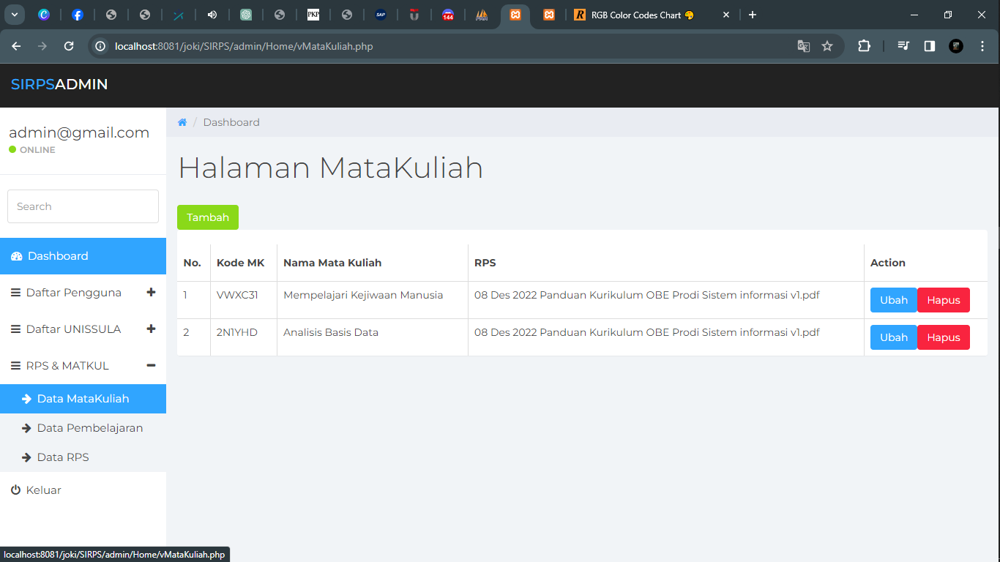 PKP
SAP
144
RGB Color Codes Chart
localhost:8081/joki/SIRPS/admin/Home/vMataKuliah.php
SIRPSADMIN
admin@gmail.com
ONLINE
Search
Dashboard
Daftar Pengguna
Daftar UNISSULA
RPS & MATKUL
Data MataKuliah
Data Pembelajaran
Data RPS
Keluar
/ Dashboard
Halaman MataKuliah
Tambah
No. Kode MK Nama Mata Kuliah RPS Action
1 VWXC31 Mempelajari Kejiwaan Manusia 08 Des 2022 Panduan Kurikulum OBE Prodi Sistem informasi v1.pdf Ubah Hapus
2 2N1YHD Analisis Basis Data 08 Des 2022 Panduan Kurikulum OBE Prodi Sistem informasi v1.pdf Ubah Hapus
localhost:8081/joki/SIRPS/admin/Home/vMataKuliah.php